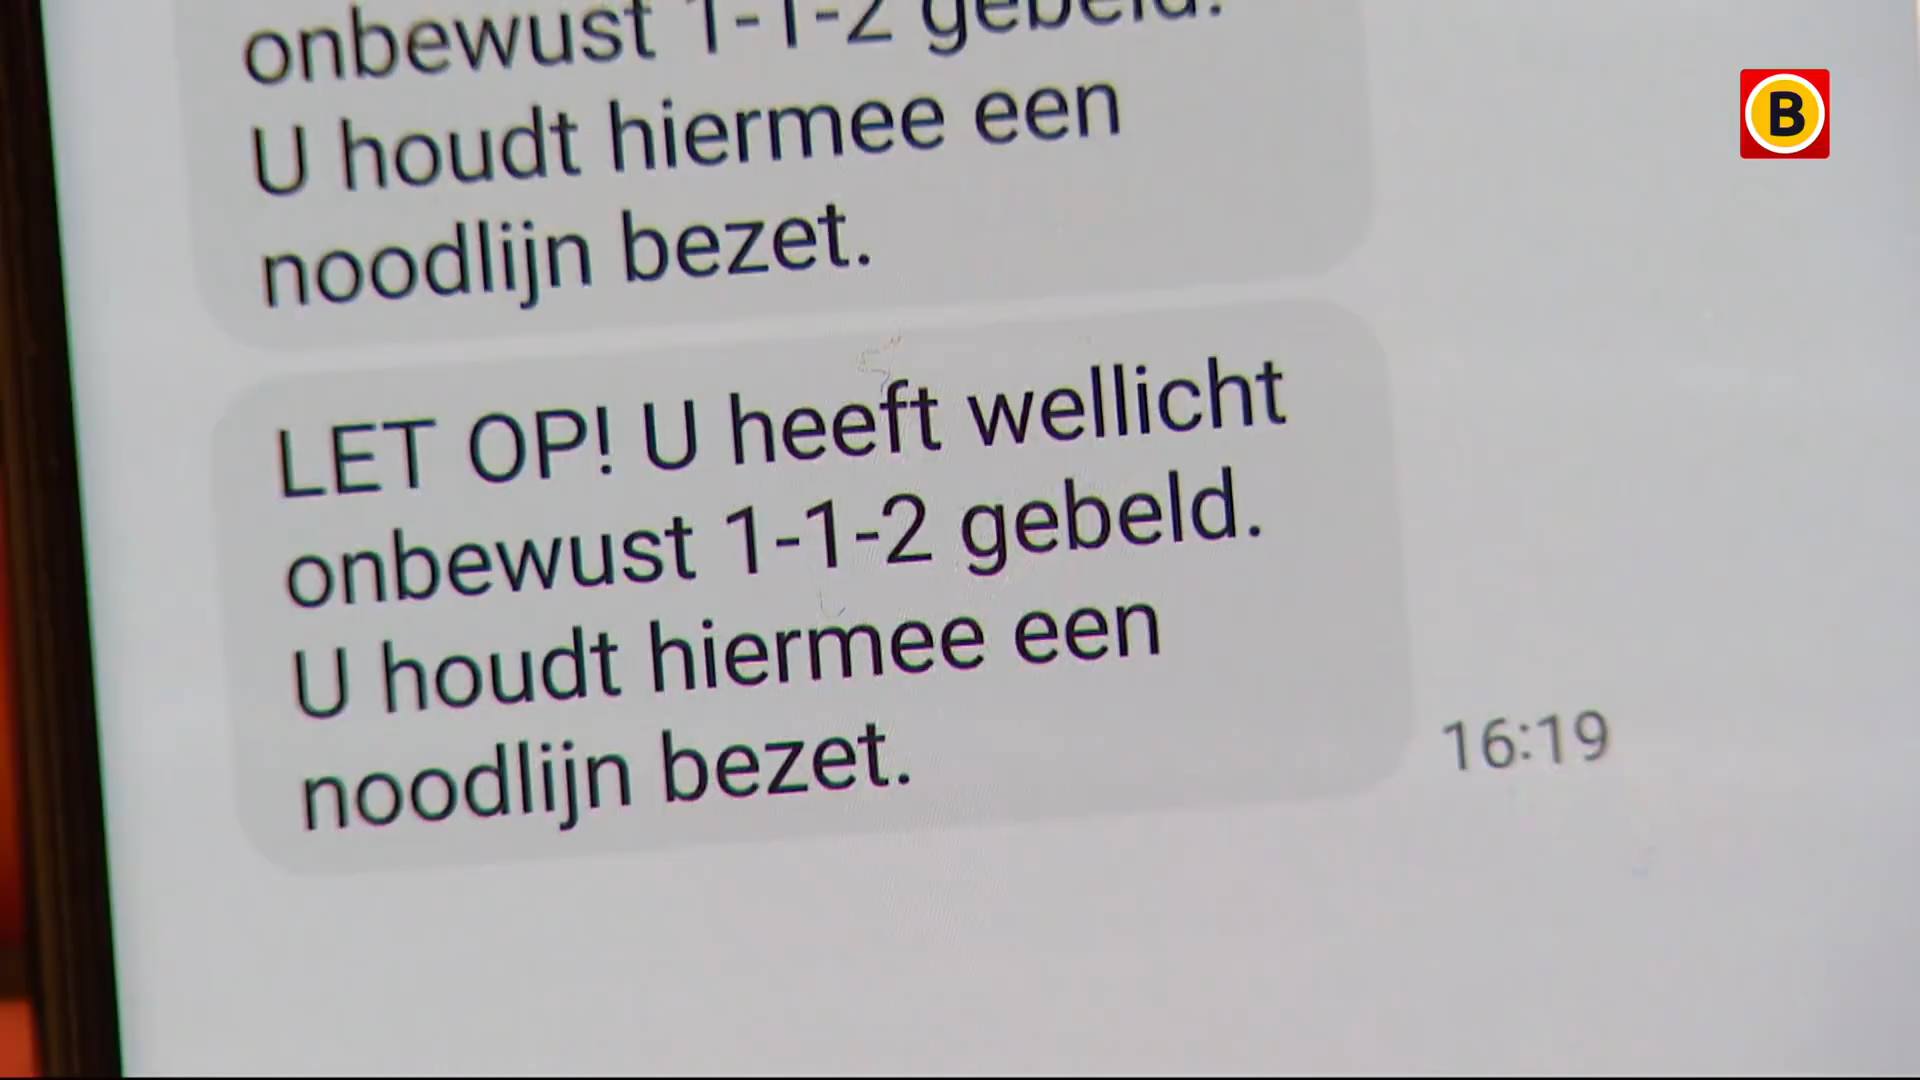 onbewust 1-1-2 gebeld.
U houdt hiermee een
noodlijn bezet.
LET OP! U heeft wellicht
onbewust 1-1-2 gebeld.
U houdt hiermee een
noodlijn bezet.
16:19
B